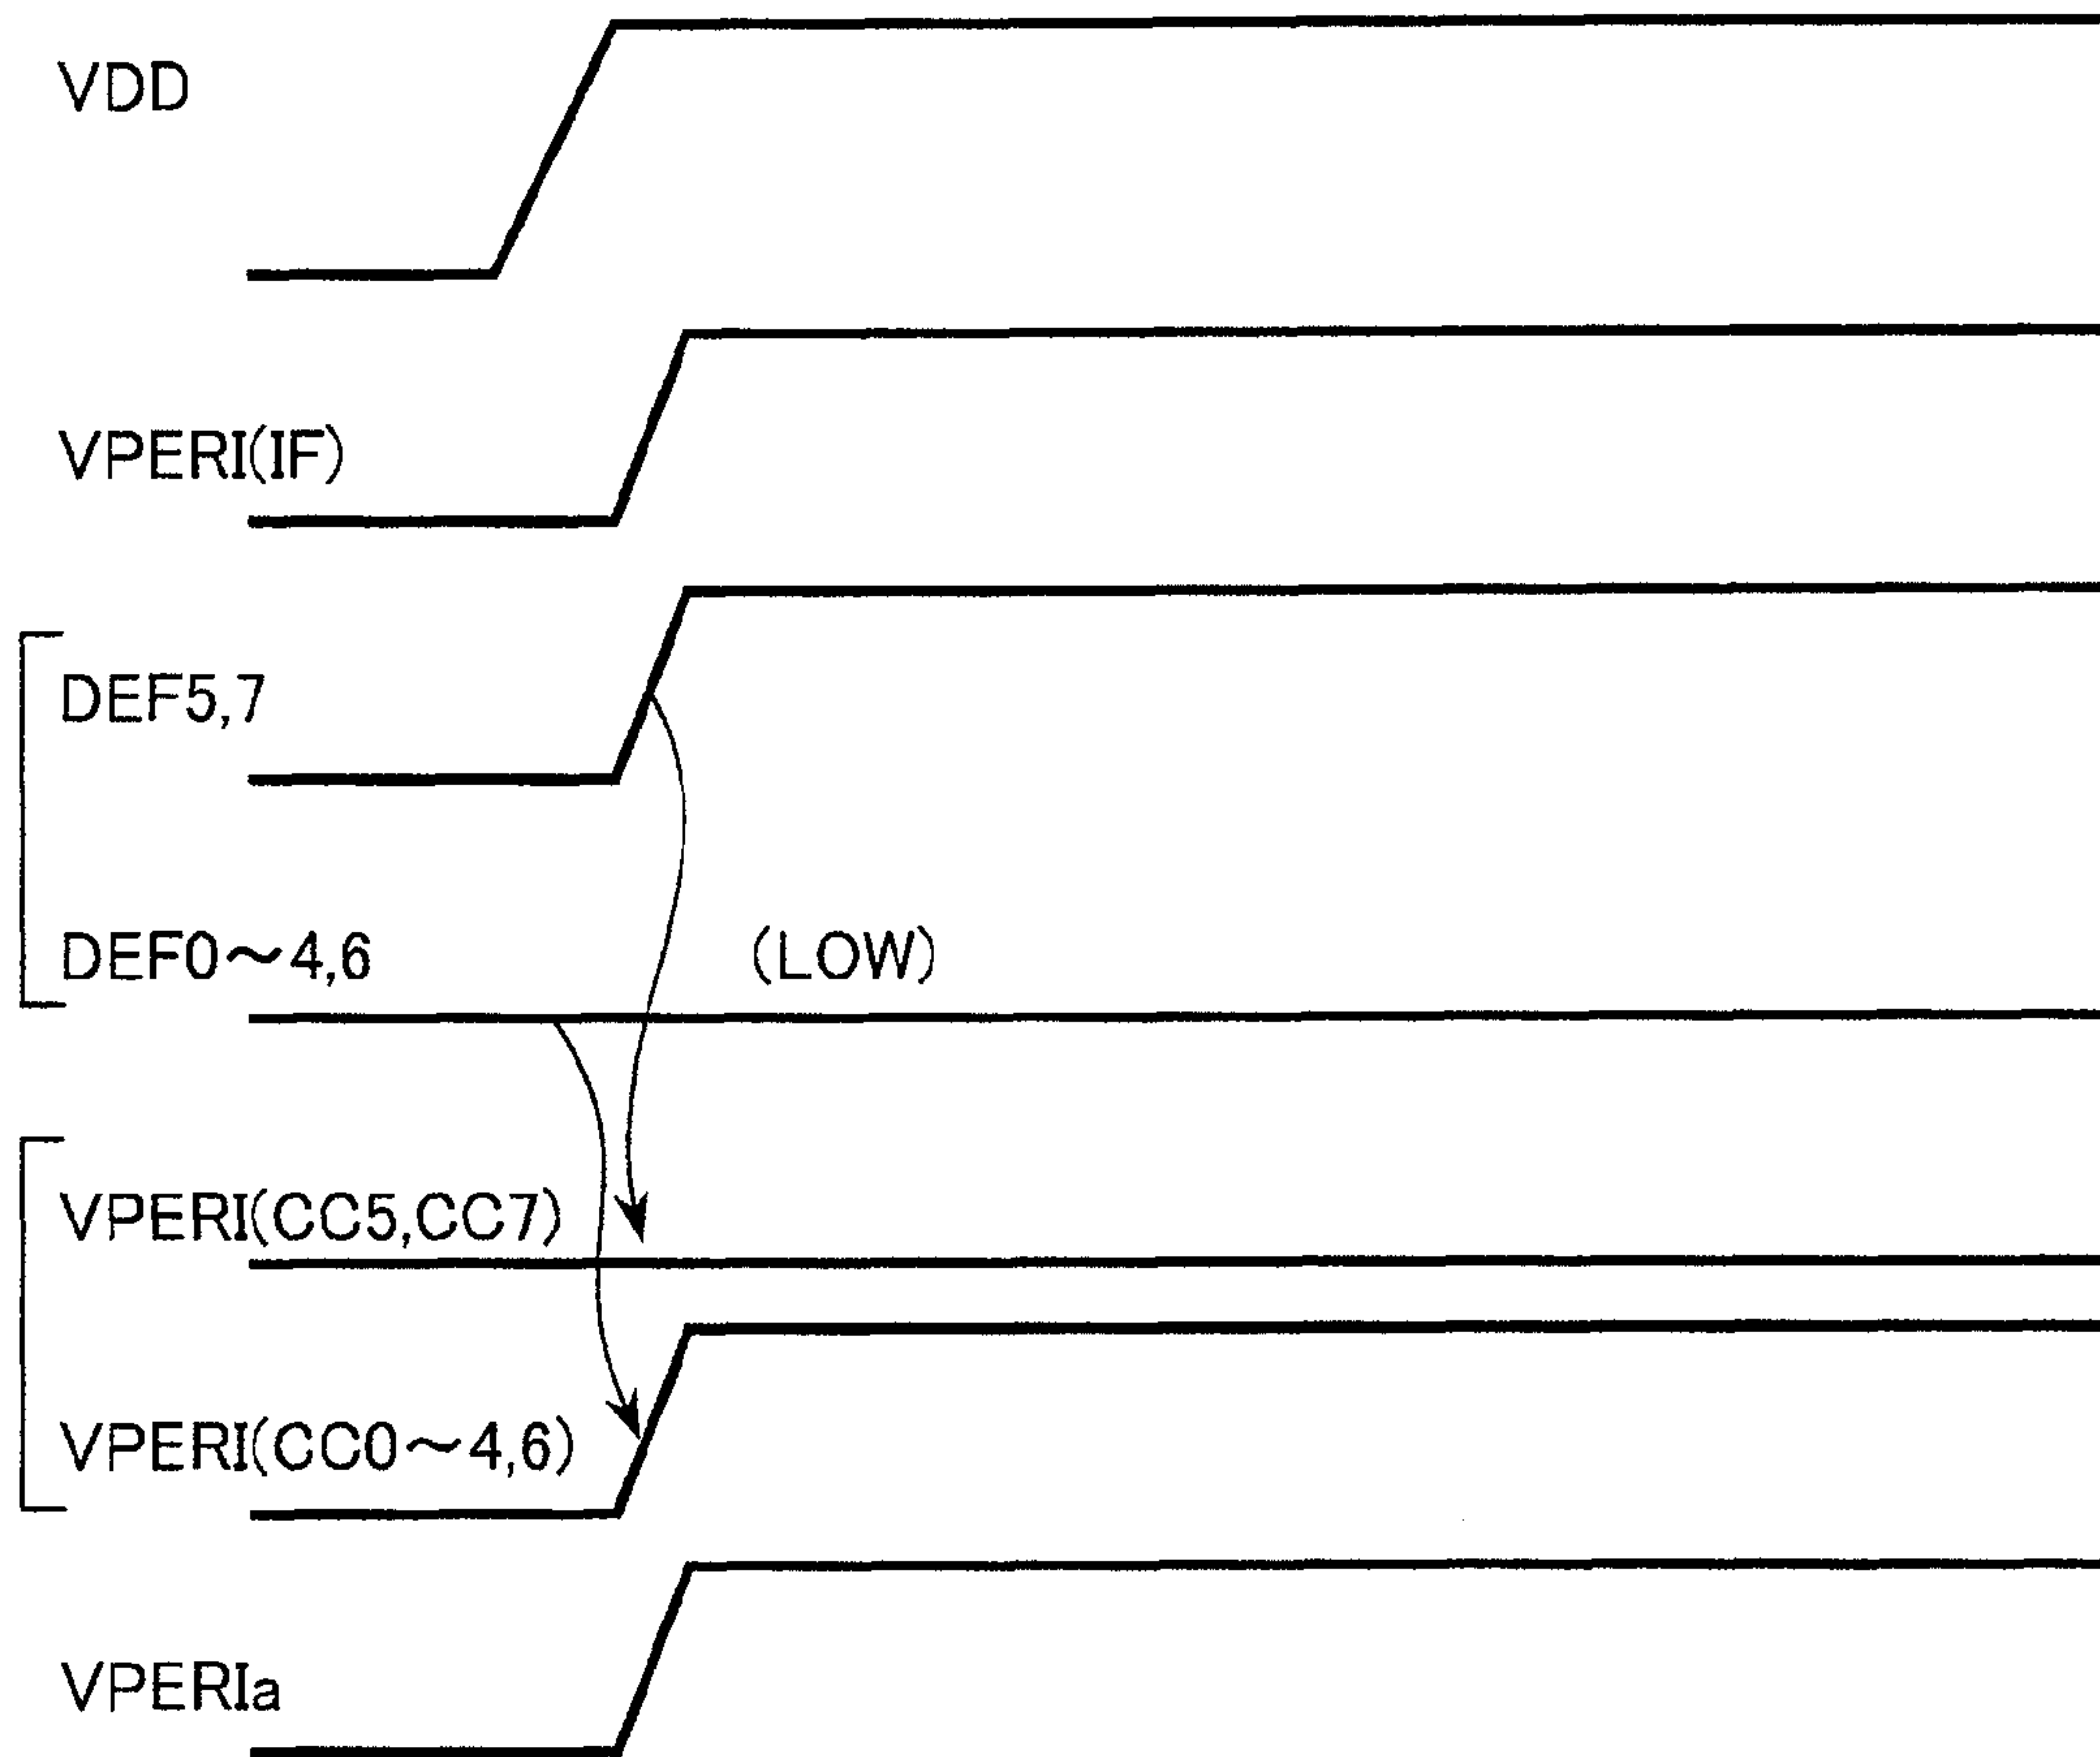 VDD
VPERI(IF)
DEF5,7
DEF0～4,6 (LOW)
VPERI(CC5,CC7)
VPERI(CC0～4,6)
VPERIa